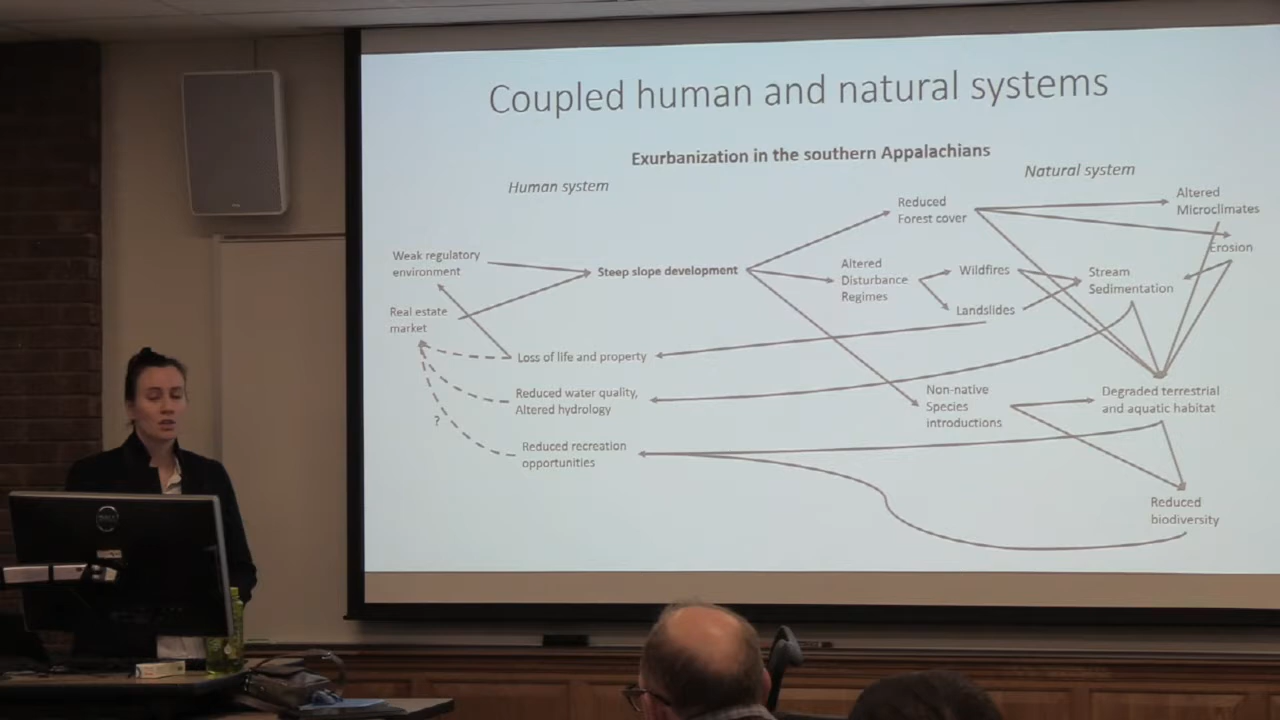 Coupled human and natural systems
Exurbanization in the southern Appalachians
Human system
Natural system
Reduced
Forest cover
Altered
Microclimates
Erosion
Weak regulatory
environment
Steep slope development
Altered
Disturbance
Regimes
Wildfires
Stream
Sedimentation
Landslides
Real estate
market
Loss of life and property
Reduced water quality,
Altered hydrology
Non-native
Species
introductions
Degraded terrestrial
and aquatic habitat
?
Reduced recreation
opportunities
Reduced
biodiversity
DELL